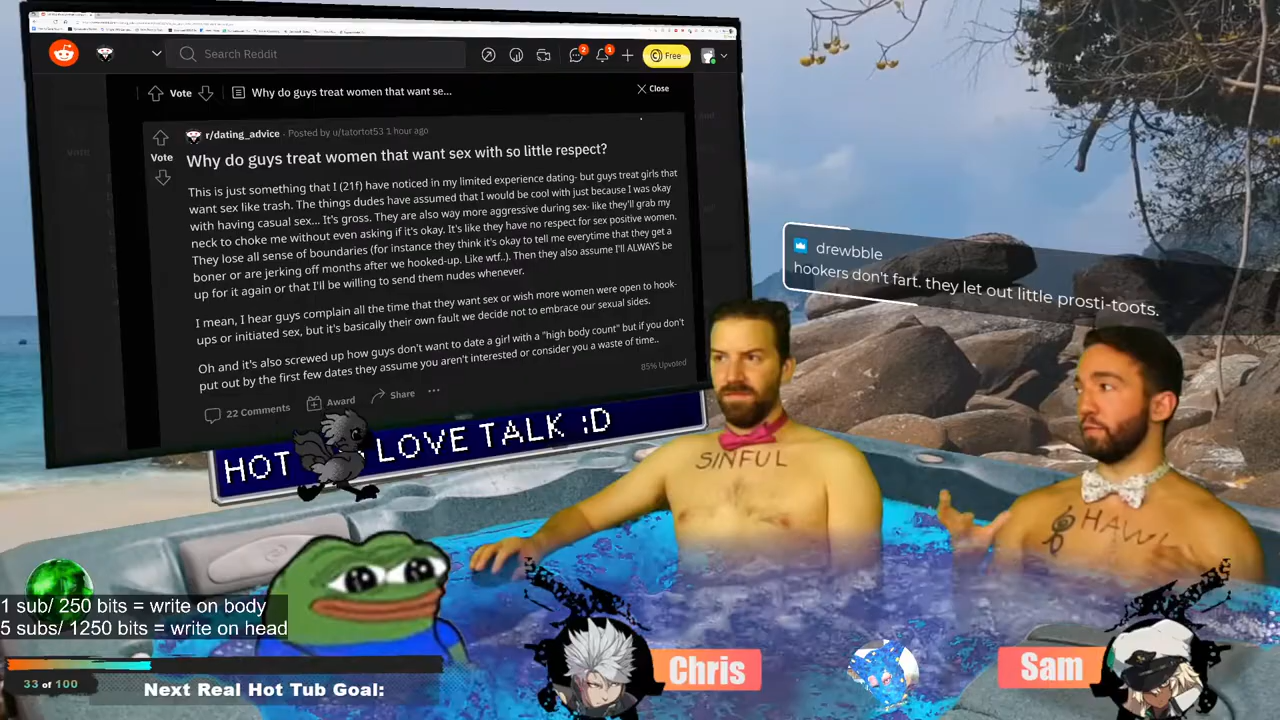 Search Reddit
2
1
Free
Vote
Why do guys treat women that want se...
Close
r/dating_advice · Posted by u/tatortot53 1 hour ago
Vote
Why do guys treat women that want sex with so little respect?
This is just something that I (21f) have noticed in my limited experience dating- but guys treat girls that
want sex like trash. The things dudes have assumed that I would be cool with just because I was okay
with having casual sex... It's gross. They are also way more aggressive during sex- like they'll grab my
neck to choke me without even asking if it's okay. It's like they have no respect for sex positive women.
They lose all sense of boundaries (for instance they think it's okay to tell me everytime that they get a
boner or are jerking off months after we hooked-up. Like wtf..). Then they also assume I'll ALWAYS be
up for it again or that I'll be willing to send them nudes whenever.
I mean, I hear guys complain all the time that they want sex or wish more women were open to hook-
ups or initiated sex, but it's basically their own fault we decide not to embrace our sexual sides.
Oh and it's also screwed up how guys don't want to date a girl with a "high body count" but if you don't
put out by the first few dates they assume you aren't interested or consider you a waste of time..
85% Upvoted
22 Comments
Award
Share
HOT LOVE TALK :D
drewbble
hookers don't fart. they let out little prosti-toots.
SINFUL
HAWL
1 sub/ 250 bits = write on body
5 subs/ 1250 bits = write on head
33 of 100
Next Real Hot Tub Goal:
Chris
Sam